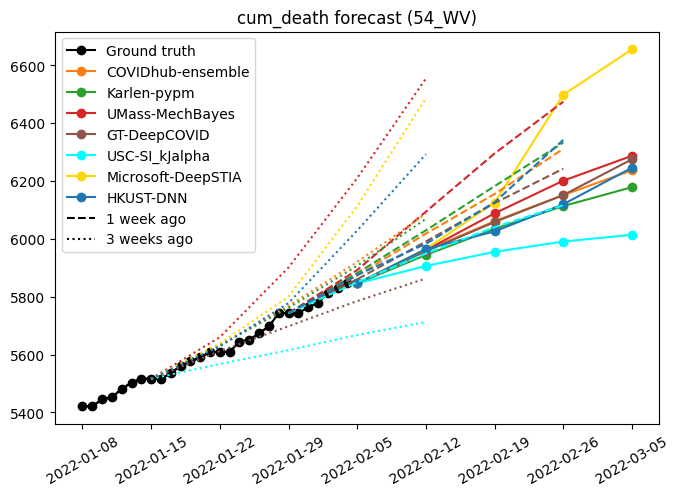 cum_death forecast (54_WV)
Ground truth
COVIDhub-ensemble
Karlen-pypm
UMass-MechBayes
GT-DeepCOVID
USC-SI_kJalpha
Microsoft-DeepSTIA
HKUST-DNN
1 week ago
3 weeks ago
6600
6400
6200
6000
5800
5600
5400
2022-01-08
2022-01-15
2022-01-22
2022-01-29
2022-02-05
2022-02-12
2022-02-19
2022-02-26
2022-03-05